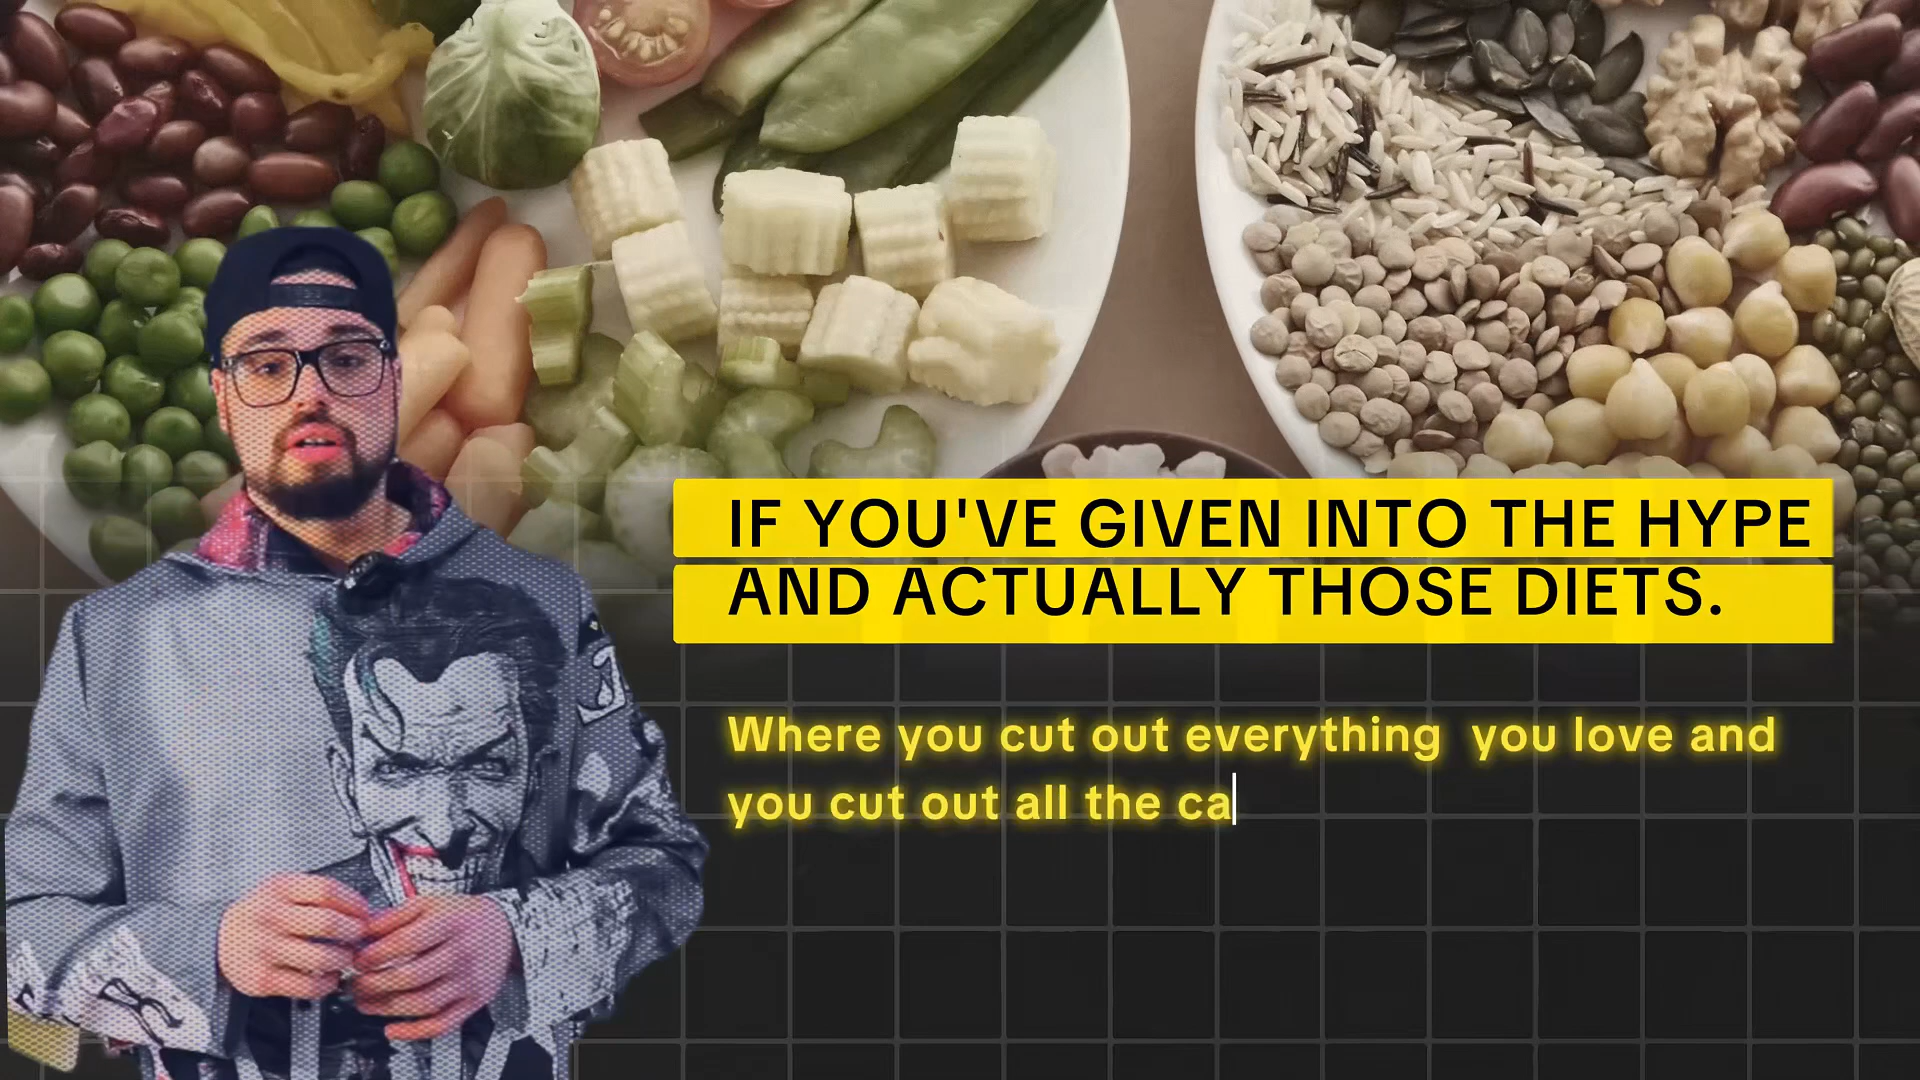 IF YOU'VE GIVEN INTO THE HYPE
AND ACTUALLY THOSE DIETS.
Where you cut out everything  you love and
you cut out all the ca